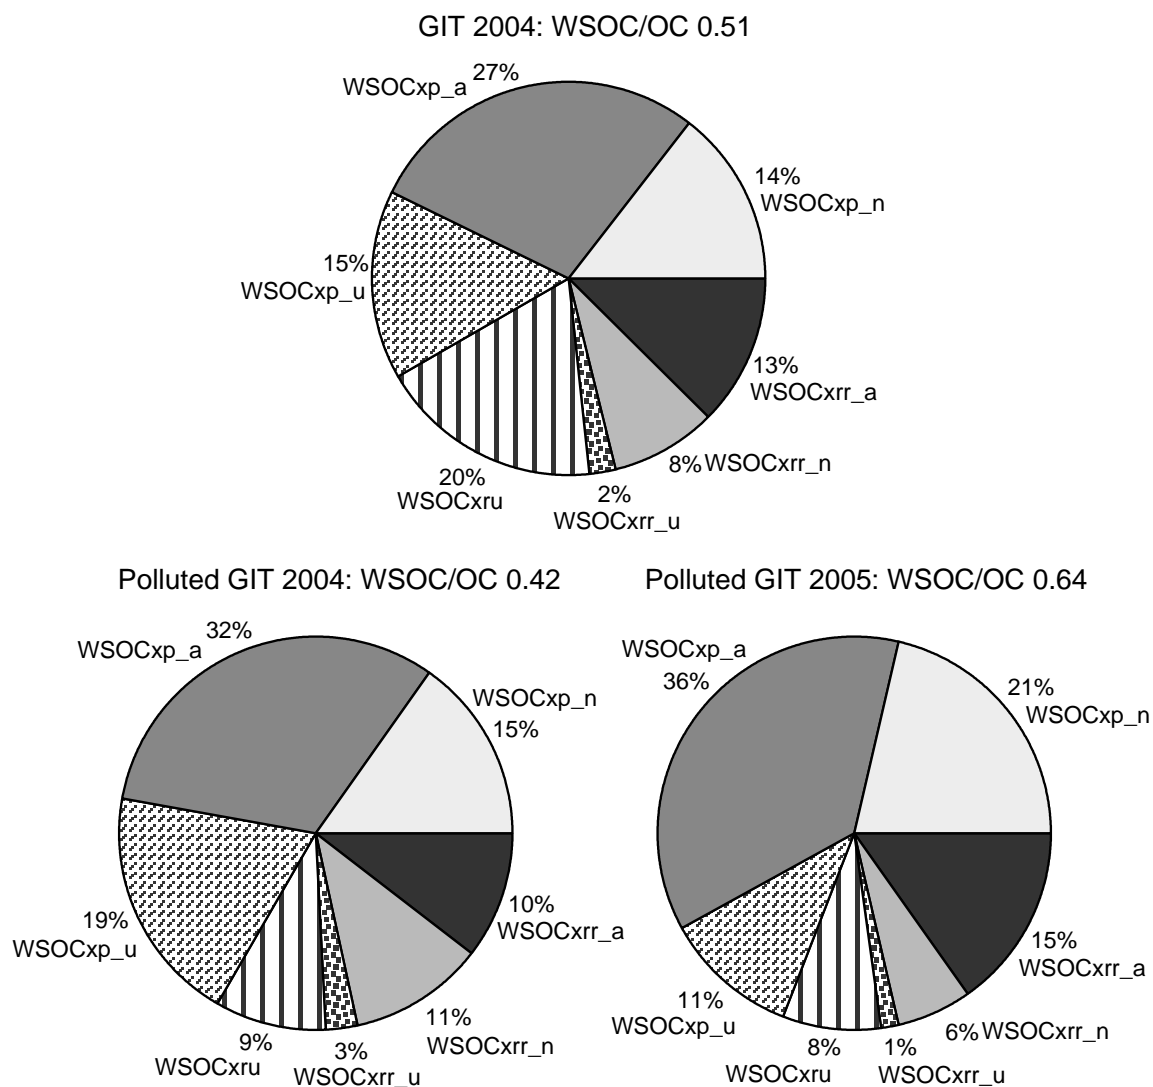 GIT 2004: WSOC/OC 0.51
27%
WSOCxp_a
14%
WSOCxp_n
15%
WSOCxp_u
13%
WSOCxrr_a
8% WSOCxrr_n
20%
WSOCxru
2%
WSOCxrr_u
Polluted GIT 2004: WSOC/OC 0.42
32%
WSOCxp_a
WSOCxp_n
15%
19%
WSOCxp_u
10%
WSOCxrr_a
11%
WSOCxrr_n
9%
WSOCxru
3%
WSOCxrr_u
Polluted GIT 2005: WSOC/OC 0.64
WSOCxp_a
36%
21%
WSOCxp_n
11%
WSOCxp_u
15%
WSOCxrr_a
6% WSOCxrr_n
8%
WSOCxru
1%
WSOCxrr_u